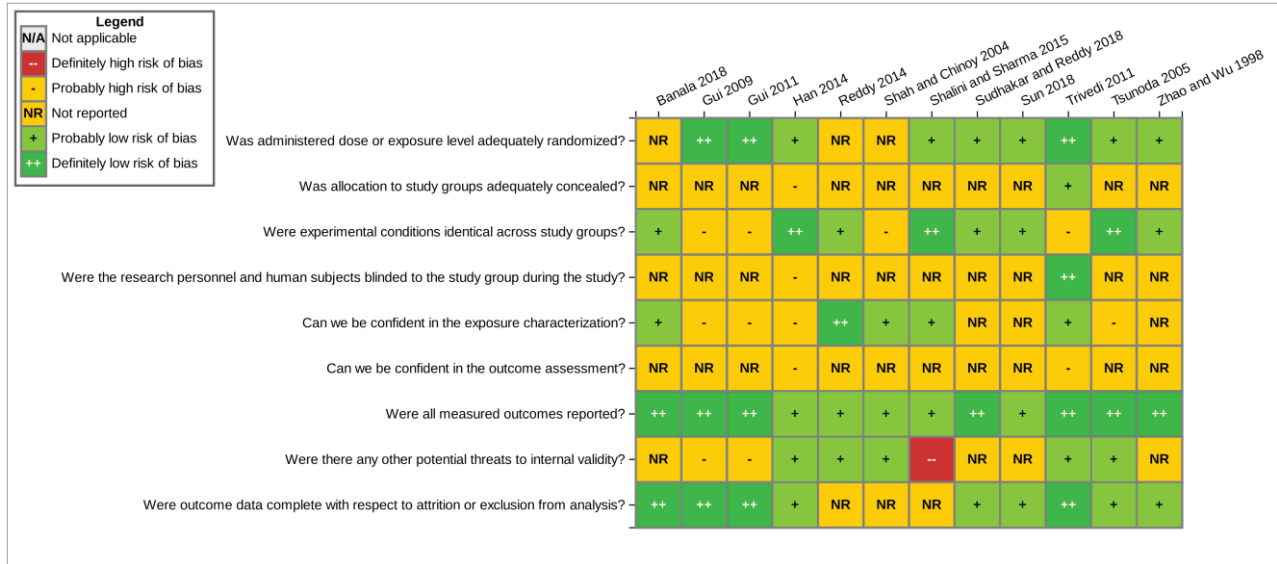 Legend
N/A Not applicable
-- Definitely high risk of bias
- Probably high risk of bias
NR Not reported
+ Probably low risk of bias
++ Definitely low risk of bias
Banala 2018
Gui 2009
Gui 2011
Han 2014
Reddy 2014
Shah and Chinoy 2004
Shalini and Sharma 2015
Sudhakar and Reddy 2018
Sun 2018
Trivedi 2011
Tsunoda 2005
Zhao and Wu 1998
Was administered dose or exposure level adequately randomized? NR ++ ++ + NR NR + + + ++ + +
Was allocation to study groups adequately concealed? NR NR NR - NR NR NR NR NR + NR NR
Were experimental conditions identical across study groups? + - - ++ + - ++ + + - ++ +
Were the research personnel and human subjects blinded to the study group during the study? NR NR NR - NR NR NR NR NR ++ NR NR
Can we be confident in the exposure characterization? + - - - ++ + + NR NR + - NR
Can we be confident in the outcome assessment? NR NR NR - NR NR NR NR NR - NR NR
Were all measured outcomes reported? ++ ++ ++ + + + + ++ + ++ ++ ++
Were there any other potential threats to internal validity? NR - - + + + -- NR NR + + NR
Were outcome data complete with respect to attrition or exclusion from analysis? ++ ++ ++ + NR NR NR + + ++ + +